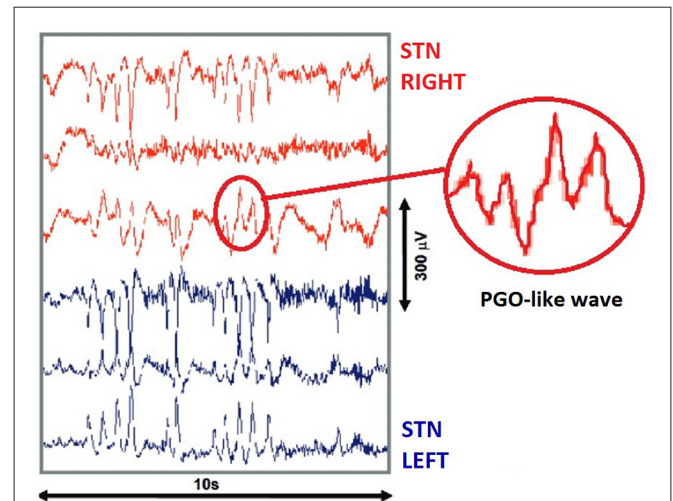 STN
RIGHT
300 µV
PGO-like wave
STN
LEFT
10s